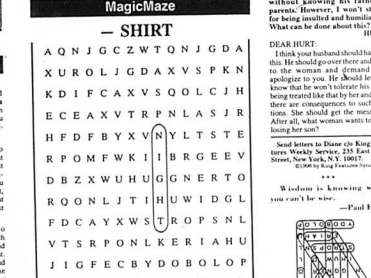 MagicMaze
— SHIRT
A Q N J G C Z W T Q N J G D A
X U R O L J G D A X V S P K N
K D I F C A X V S Q O L C J H
E C E A X V T R P N L A S J R
H F D F B Y X V N Y L T S T E
R P O M F W K I I B R G E E V
D B Z X W U H U G G N E R T O
R Q O N L J T I H U W I D G L
F D C A Y X W S T R O P S N L
V T S R P O N L K E R I A H U
J I G F E C B Y D O B O L O P
without knowing his fath
parents. However, I won't st
for being insulted and humilia
What can be done about this?
HU
DEAR HURT:
I think your husband should ha
this. He should go over there and
to the woman and demand
apologize to you. He should le
know that he won't tolerate his
being treated like that by her and
there are consequences to such
tions. She should get the mess
After all, what woman wants to
losing her son?
Send letters to Diane c/o King
tures Weekly Service, 235 East
Street, New York, N.Y. 10017.
©1996 by King Features Synd
***
Wisdom is knowing w
you can't be wise.
—Paul E